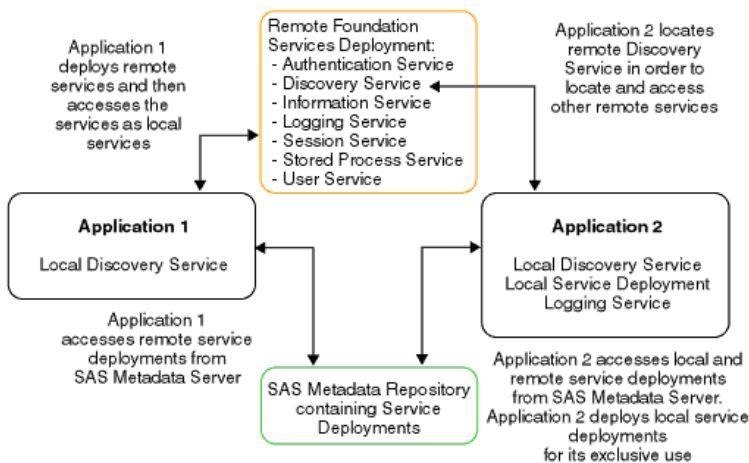 Application 1
deploys remote
services and then
accesses the
services as local
services
Remote Foundation
Services Deployment:
- Authentication Service
- Discovery Service
- Information Service
- Logging Service
- Session Service
- Stored Process Service
- User Service
Application 2 locates
remote Discovery
Service in order to
locate and access
other remote services
Application 1
Local Discovery Service
Application 2
Local Discovery Service
Local Service Deployment
Logging Service
Application 1
accesses remote service
deployments from
SAS Metadata Server
SAS Metadata Repository
containing Service
Deployments
Application 2 accesses local and
remote service deployments
from SAS Metadata Server.
Application 2 deploys local service
deployments
for its exclusive use